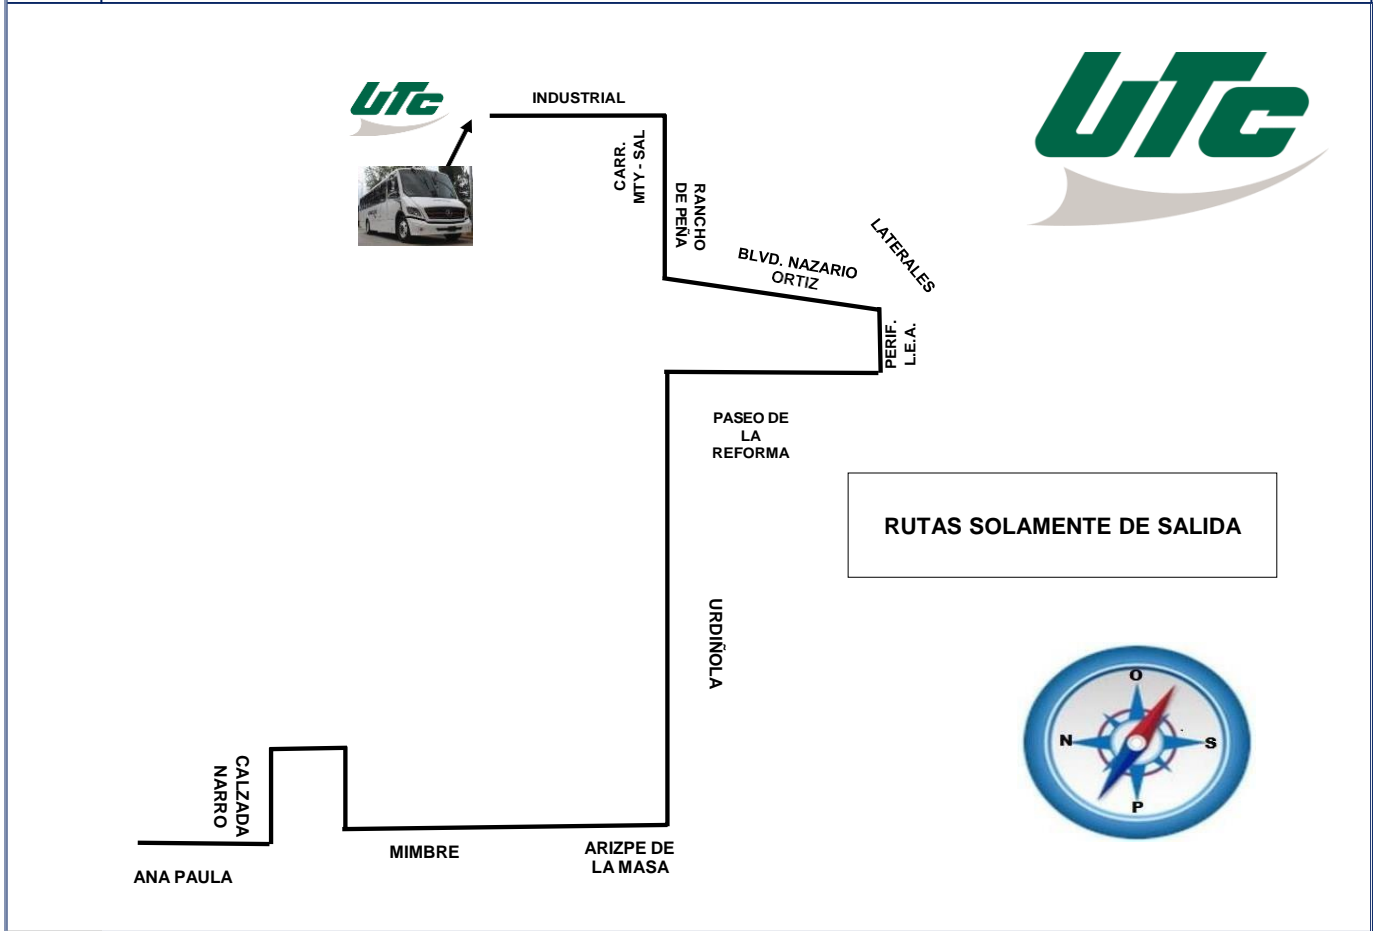 UTC
UTC
INDUSTRIAL
CARR.
MTY - SAL
RANCHO
DE PEÑA
BLVD. NAZARIO
ORTIZ
LATERALES
PERIF.
L.E.A.
PASEO DE
LA
REFORMA
RUTAS SOLAMENTE DE SALIDA
URDIÑOLA
O
N
S
P
CALZADA
NARRO
MIMBRE
ARIZPE DE
LA MASA
ANA PAULA